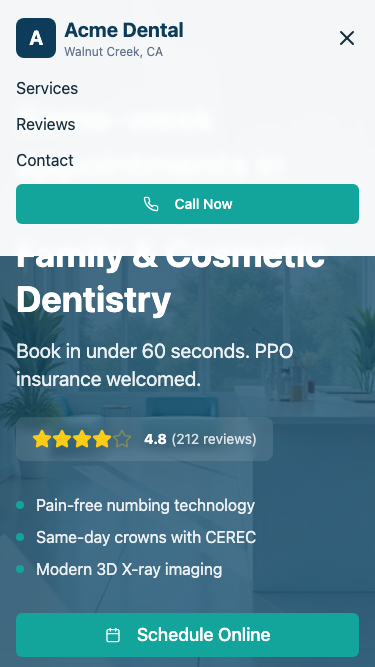 A
Acme Dental
Walnut Creek, CA
Services
Reviews
Contact
Call Now
Family & Cosmetic
Dentistry
Book in under 60 seconds. PPO
insurance welcomed.
4.8 (212 reviews)
Pain-free numbing technology
Same-day crowns with CEREC
Modern 3D X-ray imaging
Schedule Online